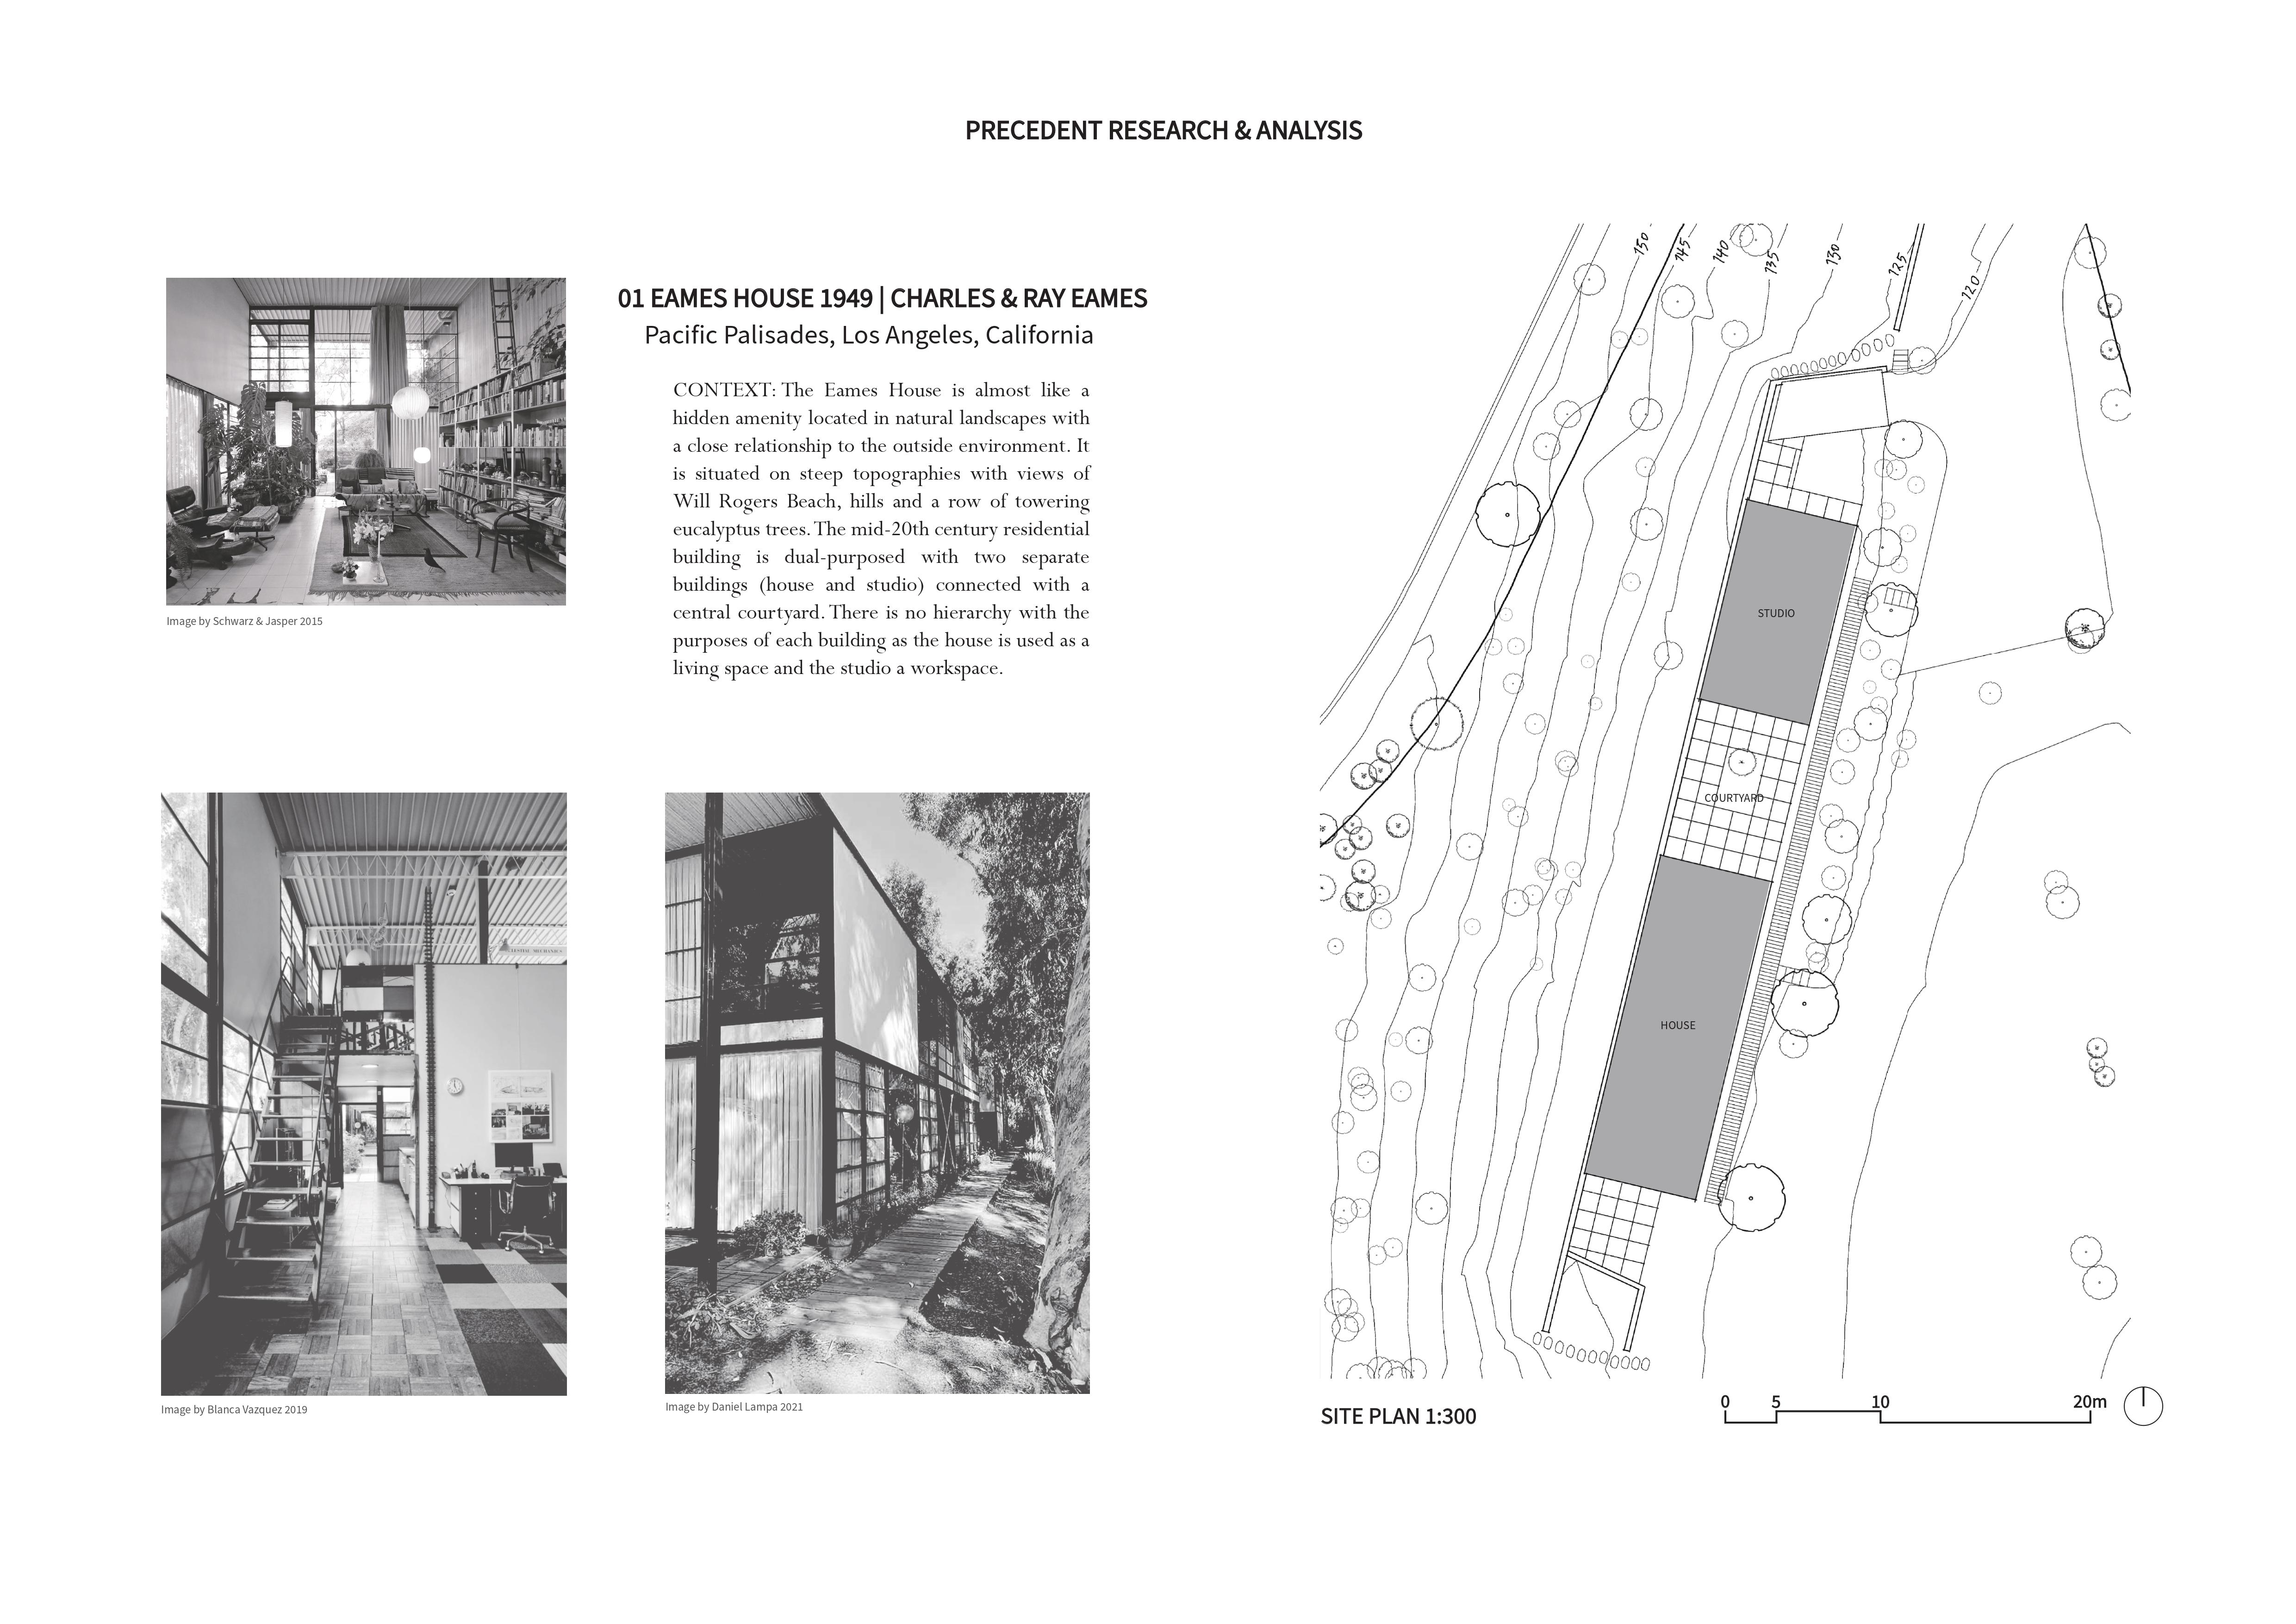 PRECEDENT RESEARCH & ANALYSIS
01 EAMES HOUSE 1949 | CHARLES & RAY EAMES
Pacific Palisades, Los Angeles, California
CONTEXT: The Eames House is almost like a
hidden amenity located in natural landscapes with
a close relationship to the outside environment. It
is situated on steep topographies with views of
Will Rogers Beach, hills and a row of towering
eucalyptus trees. The mid-20th century residential
building is dual-purposed with two separate
buildings (house and studio) connected with a
central courtyard. There is no hierarchy with the
purposes of each building as the house is used as a
living space and the studio a workspace.
Image by Schwarz & Jasper 2015
Image by Blanca Vazquez 2019
Image by Daniel Lampa 2021
150
145
140
135
130
125
120
STUDIO
COURTYARD
HOUSE
SITE PLAN 1:300
0 5 10 20m